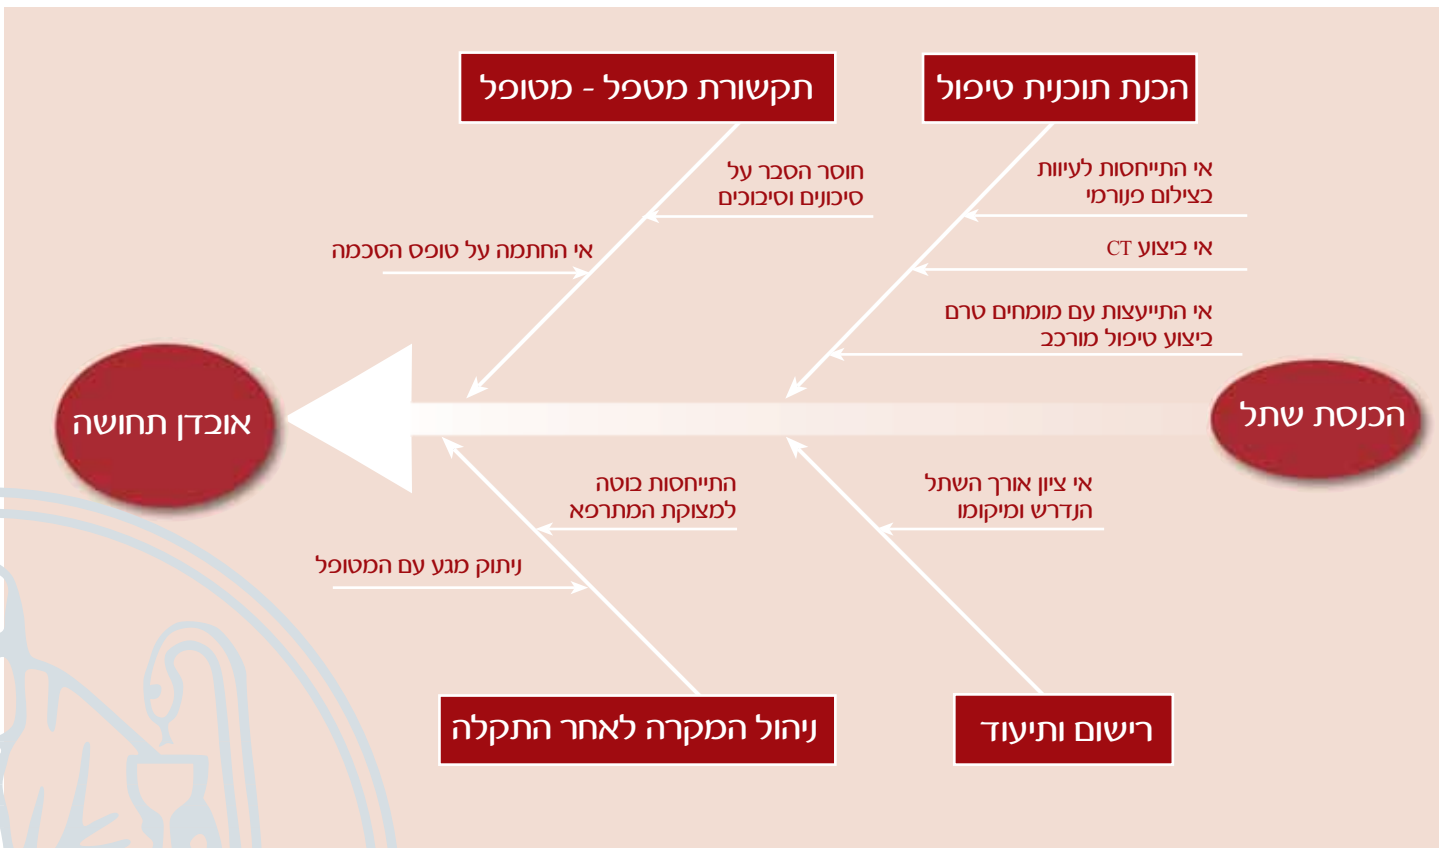 הכנת תוכנית טיפול
אי התייחסות לעיוות
בצילום פנורמי
אי ביצוע CT
אי התייעצות עם מומחים טרם
ביצוע טיפול מורכב
תקשורת מטפל - מטופל
חוסר הסבר על
סיכונים וסיבוכים
אי החתמה על טופס הסכמה
הכנסת שתל
אובדן תחושה
אי ציון אורך השתל
הנדרש ומיקומו
רישום ותיעוד
התייחסות בוטה
למצוקת המתרפא
ניתוק מגע עם המטופל
ניהול המקרה לאחר התקלה